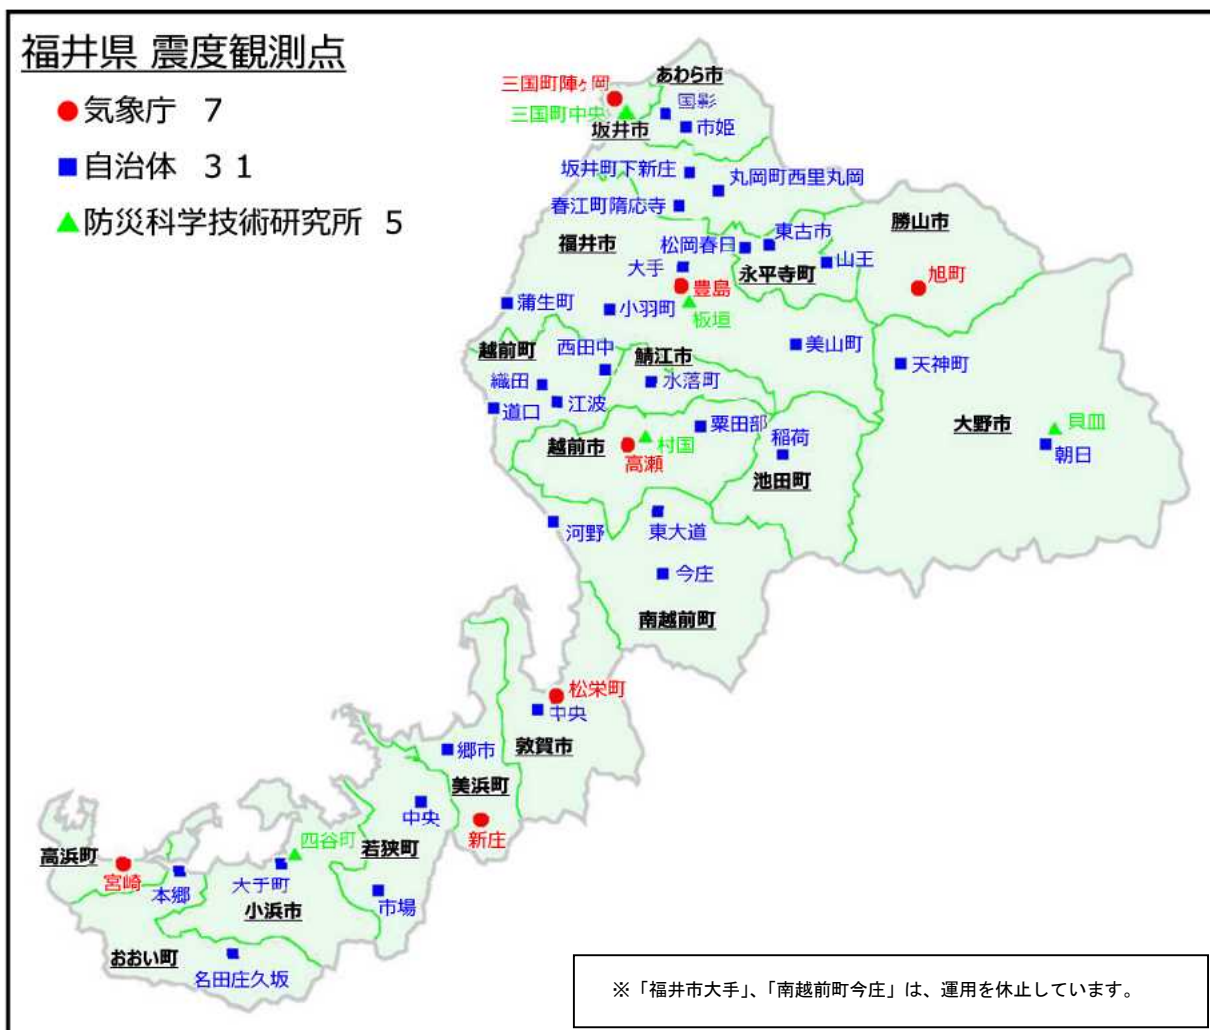 福井県 震度観測点
気象庁 7
自治体 31
防災科学技術研究所 5
三国町陣ヶ岡
あわら市
国影
三国町中央
坂井市
市姫
坂井町下新庄
丸岡町西里丸岡
春江町隋応寺
勝山市
福井市
松岡春日
東古市
大手
永平寺町
山王
旭町
豊島
蒲生町
小羽町
板垣
美山町
越前町
西田中
鯖江市
天神町
織田
水落町
道口
江波
粟田部
大野市
貝皿
越前市
村国
稲荷
朝日
高瀬
池田町
河野
東大道
今庄
南越前町
松栄町
中央
敦賀市
郷市
美浜町
中央
新庄
四谷町
若狭町
高浜町
宮崎
本郷
大手町
小浜市
市場
おおい町
名田庄久坂
※「福井市大手」、「南越前町今庄」は、運用を休止しています。